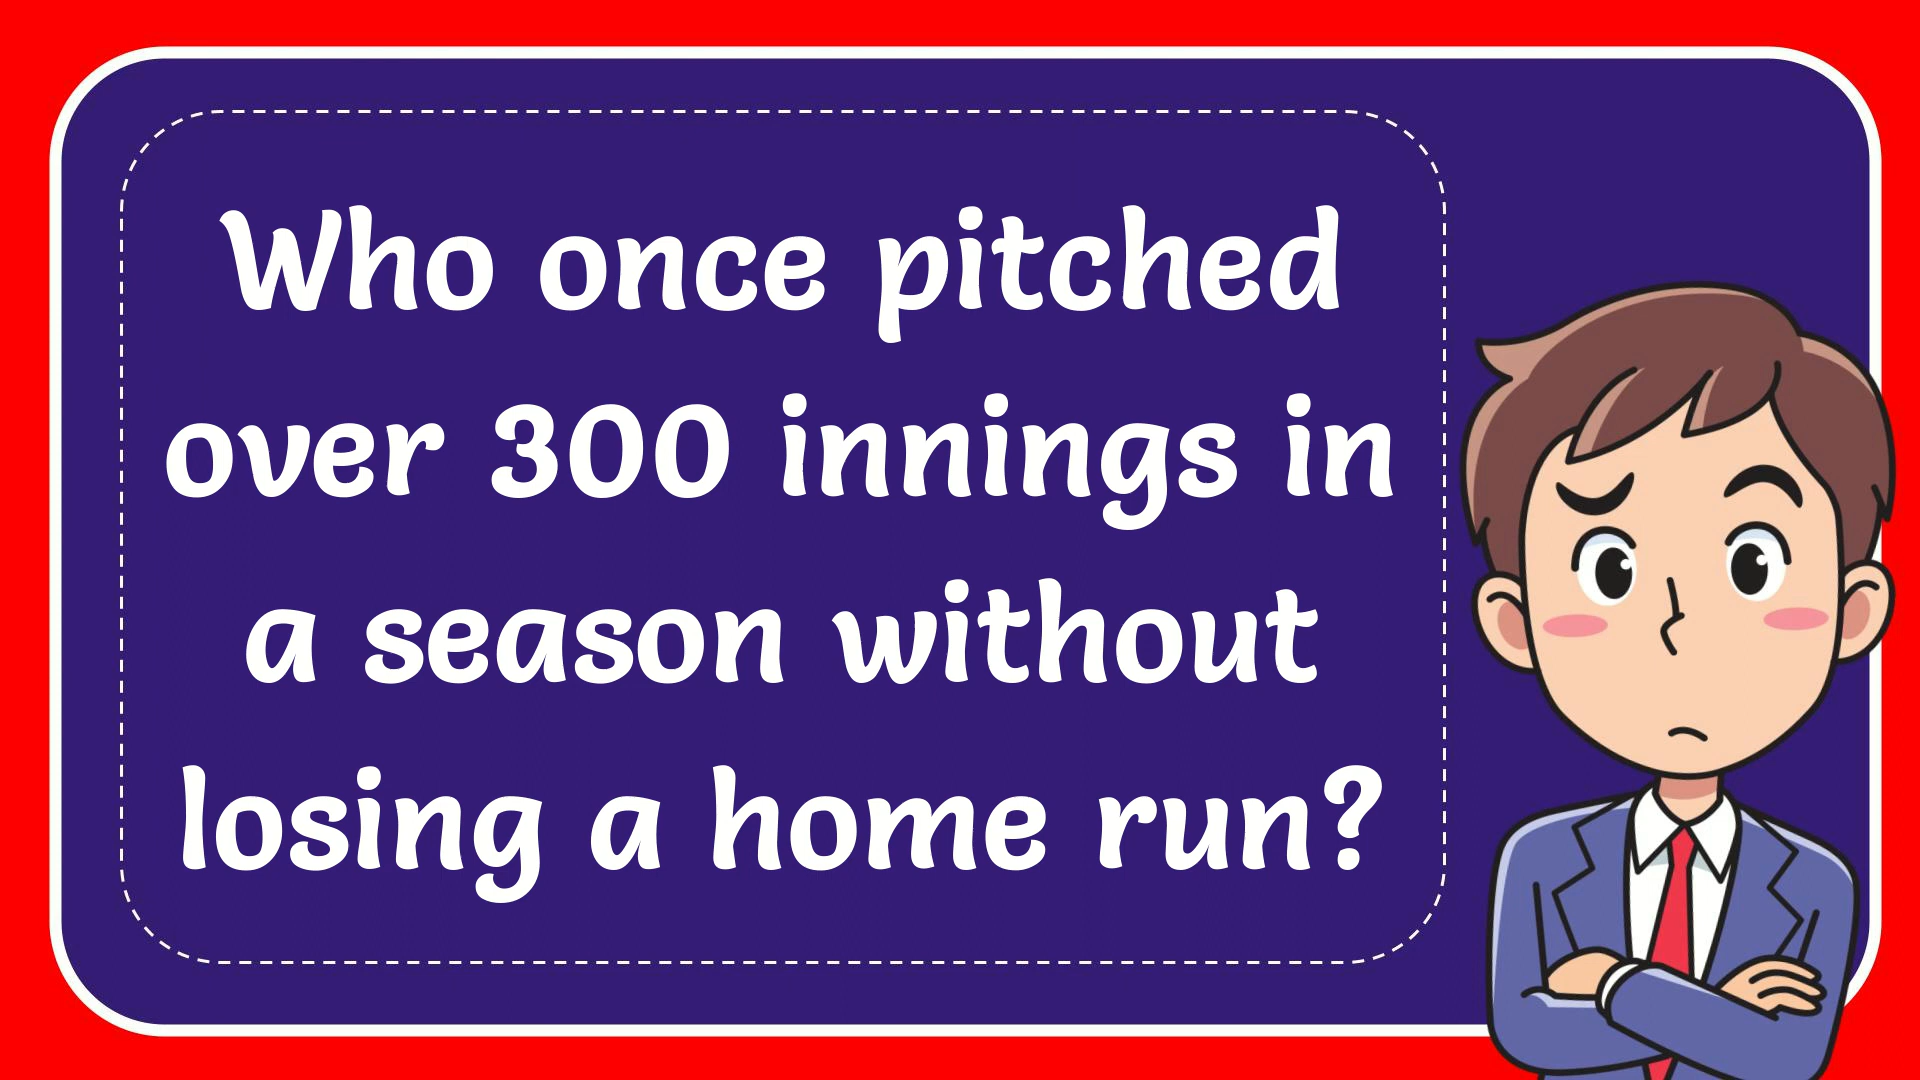 Who once pitched
over 300 innings in
a season without
losing a home run?